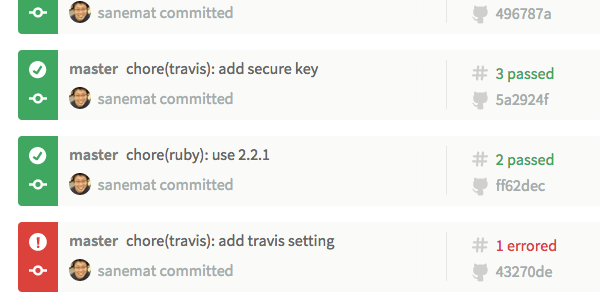 sanemat committed 496787a
master chore(travis): add secure key # 3 passed
sanemat committed 5a2924f
master chore(ruby): use 2.2.1 # 2 passed
sanemat committed ff62dec
master chore(travis): add travis setting # 1 errored
sanemat committed 43270de